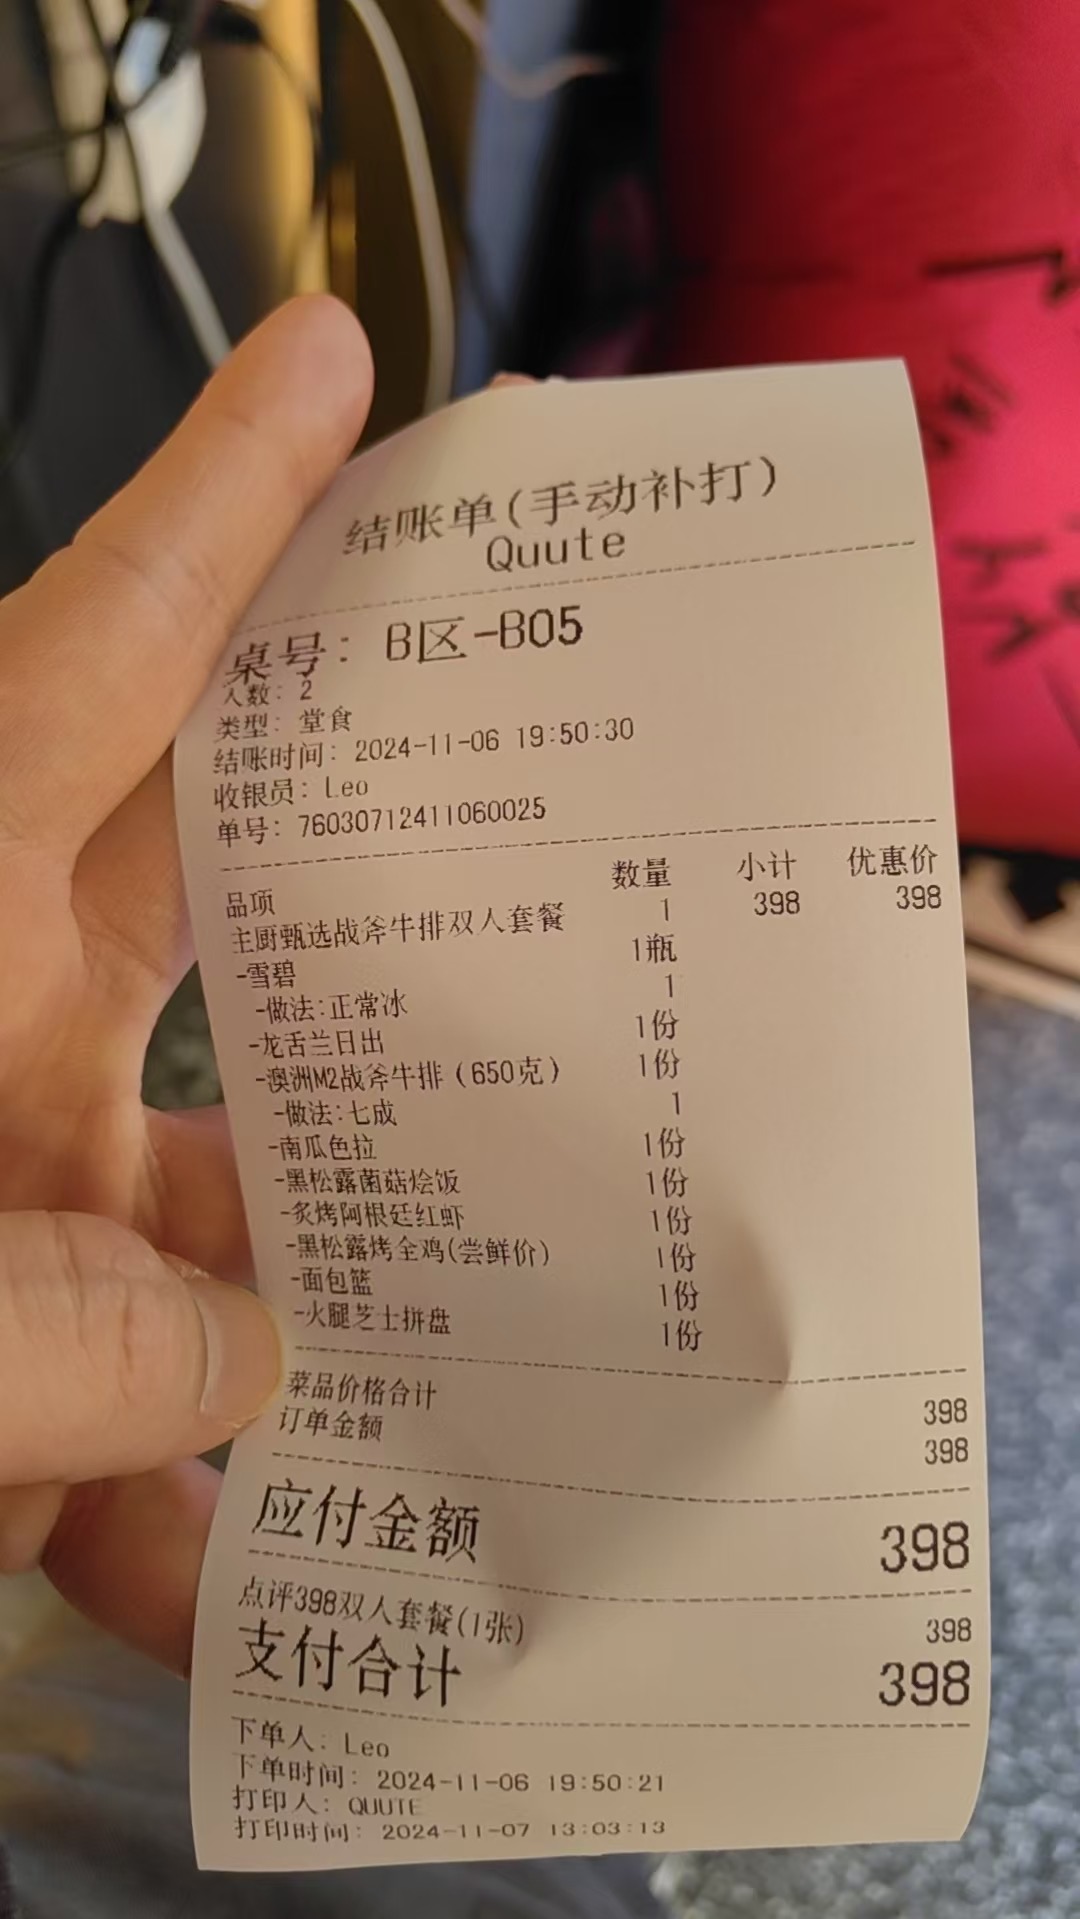 结账单(手动补打)
Quute
桌号: B区-B05
人数: 2
类型: 堂食
结账时间: 2024-11-06 19:50:30
收银员: Leo
单号: 76030712411060025
品项 数量 小计 优惠价
主厨甄选战斧牛排双人套餐 1 398 398
-雪碧 1瓶
-做法:正常冰 1
-龙舌兰日出 1份
-澳洲M2战斧牛排（650克） 1份
-做法:七成 1
-南瓜色拉 1份
-黑松露菌菇烩饭 1份
-炙烤阿根廷红虾 1份
-黑松露烤全鸡(尝鲜价) 1份
-面包篮 1份
-火腿芝士拼盘 1份
菜品价格合计 398
订单金额 398
应付金额 398
点评398双人套餐(1张) 398
支付合计 398
下单人: Leo
下单时间: 2024-11-06 19:50:21
打印人: QUUTE
打印时间: 2024-11-07 13:03:13